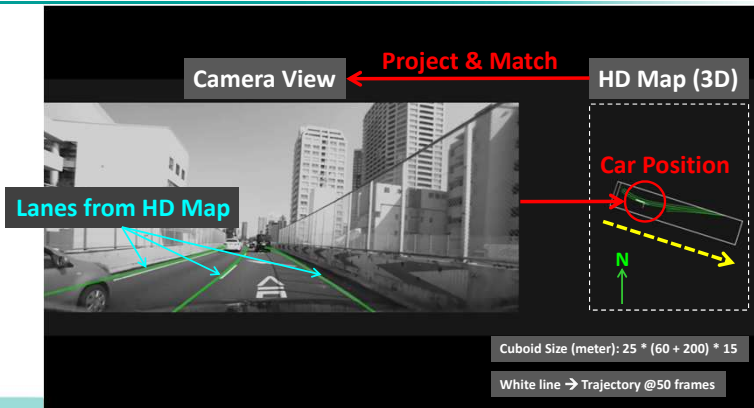 Project & Match
Camera View
HD Map (3D)
Car Position
Lanes from HD Map
N
Cuboid Size (meter): 25 * (60 + 200) * 15
White line → Trajectory @50 frames